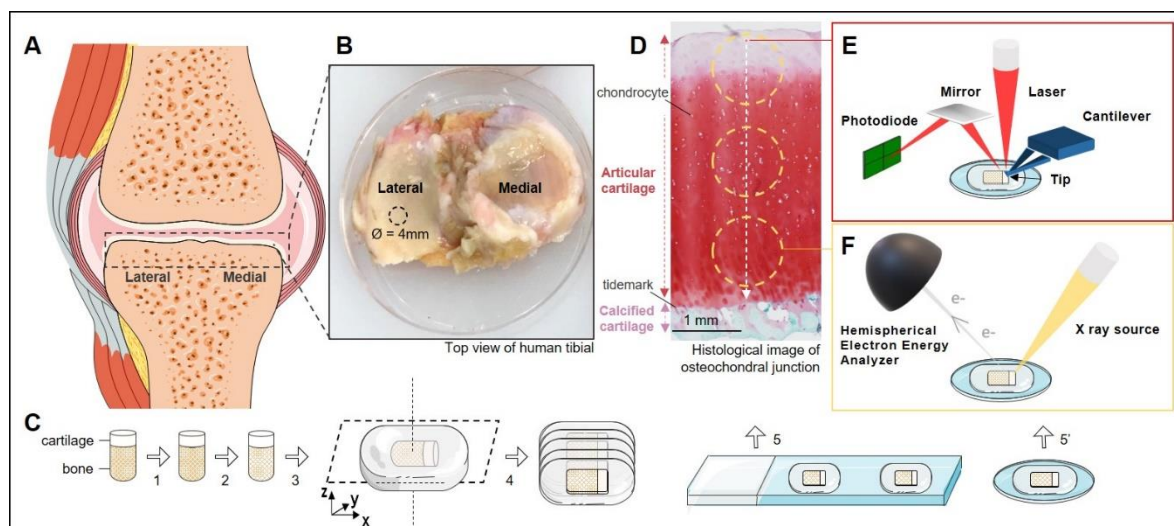 A
Lateral
Medial
B
Lateral
Medial
Ø = 4mm
Top view of human tibial
D
chondrocyte
Articular
cartilage
tidemark
Calcified
cartilage
1 mm
Histological image of
osteochondral junction
E
Mirror
Laser
Photodiode
Cantilever
Tip
F
e-
e-
X ray source
Hemispherical
Electron Energy
Analyzer
C
cartilage
bone
1
2
3
z
y
x
4
5
5'